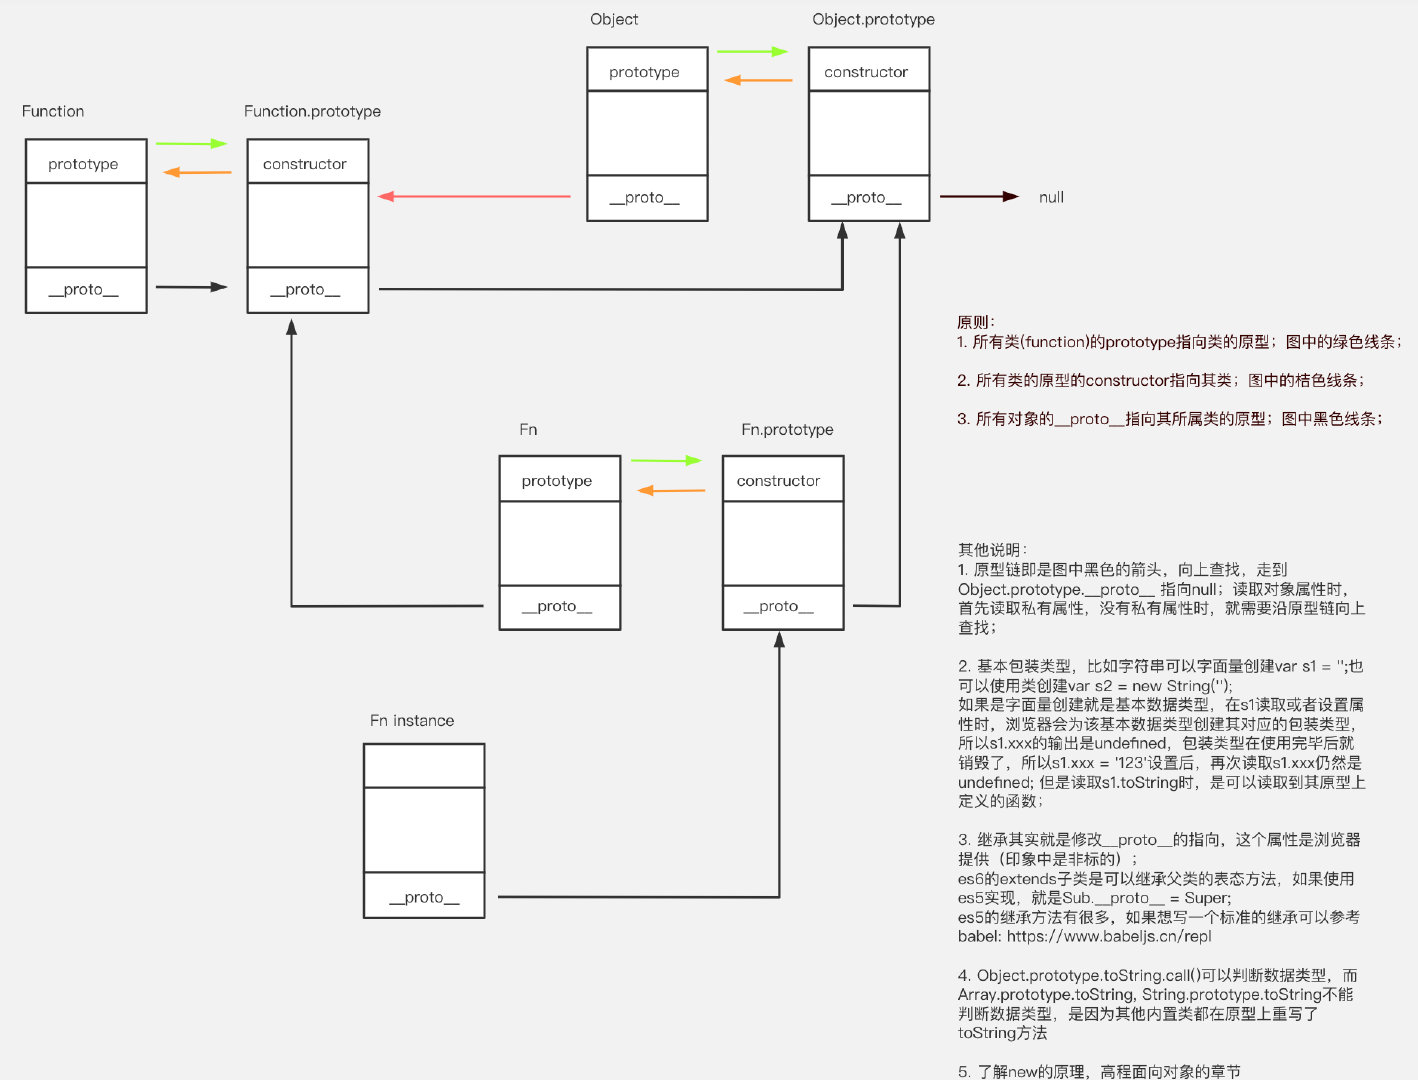 Object
Object.prototype
prototype
constructor
Function
Function.prototype
prototype
constructor
__proto__
__proto__
null
__proto__
__proto__
原则：
1. 所有类(function)的prototype指向类的原型；图中的绿色线条；
2. 所有类的原型的constructor指向其类；图中的桔色线条；
3. 所有对象的__proto__指向其所属类的原型；图中黑色线条；
Fn
Fn.prototype
prototype
constructor
__proto__
__proto__
Fn instance
__proto__
其他说明：
1. 原型链即是图中黑色的箭头，向上查找，走到
Object.prototype.__proto__ 指向null；读取对象属性时，
首先读取私有属性，没有私有属性时，就需要沿原型链向上
查找；
2. 基本包装类型，比如字符串可以字面量创建var s1 = '';也
可以使用类创建var s2 = new String('');
如果是字面量创建就是基本数据类型，在s1读取或者设置属
性时，浏览器会为该基本数据类型创建其对应的包装类型，
所以s1.xxx的输出是undefined，包装类型在使用完毕后就
销毁了，所以s1.xxx = '123'设置后，再次读取s1.xxx仍然是
undefined; 但是读取s1.toString时，是可以读取到其原型上
定义的函数；
3. 继承其实就是修改__proto__的指向，这个属性是浏览器
提供（印象中是非标的）；
es6的extends子类是可以继承父类的表态方法，如果使用
es5实现，就是Sub.__proto__ = Super;
es5的继承方法有很多，如果想写一个标准的继承可以参考
babel: https://www.babeljs.cn/repl
4. Object.prototype.toString.call()可以判断数据类型，而
Array.prototype.toString, String.prototype.toString不能
判断数据类型，是因为其他内置类都在原型上重写了
toString方法
5. 了解new的原理，高程面向对象的章节